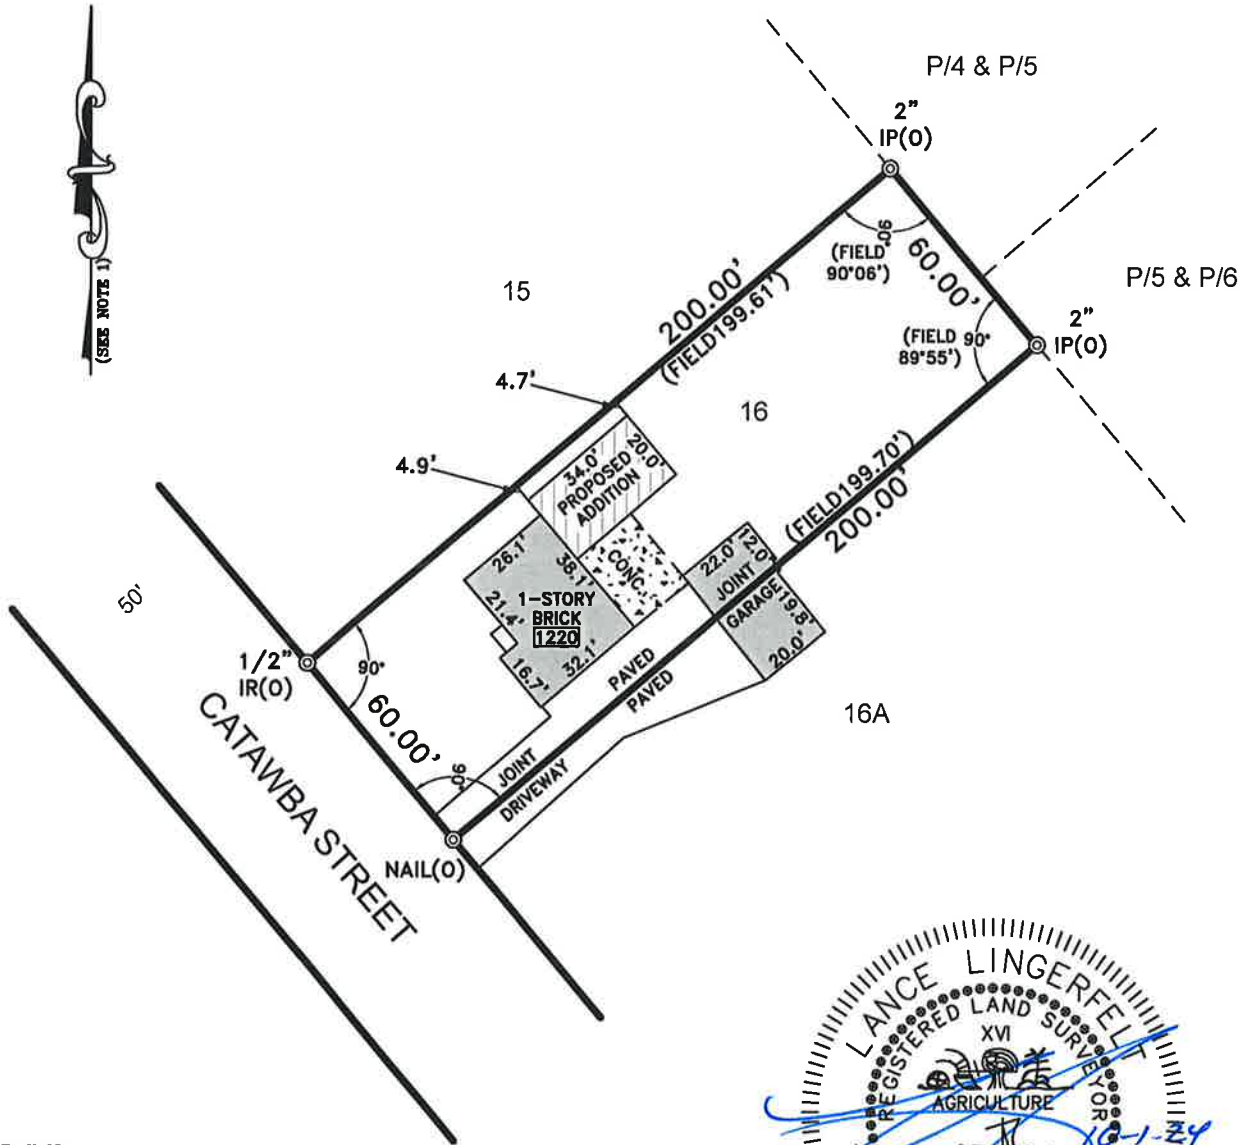 P/4 & P/5
2"
IP(O)
(SEE NOTE 1)
90°
(FIELD
90°06')
60.00'
P/5 & P/6
15
200.00'
(FIELD199.61')
2"
IP(O)
(FIELD 90°
89°55')
4.7'
16
4.9'
34.0'
20.0'
PROPOSED
ADDITION
(FIELD199.70')
200.00'
26.1'
38.1'
CONC.
22.0'
12.0'
JOINT
GARAGE
19.8'
20.0'
50'
21.4'
1-STORY
BRICK
1220
16.7'
32.1'
PAVED
PAVED
1/2"
IR(O)
90°
60.00'
16A
CATAWBA STREET
90°
JOINT
DRIVEWAY
NAIL(O)
LANCE LINGERFELT
REGISTERED LAND SURVEYOR
XVI
AGRICULTURE
10-1-24